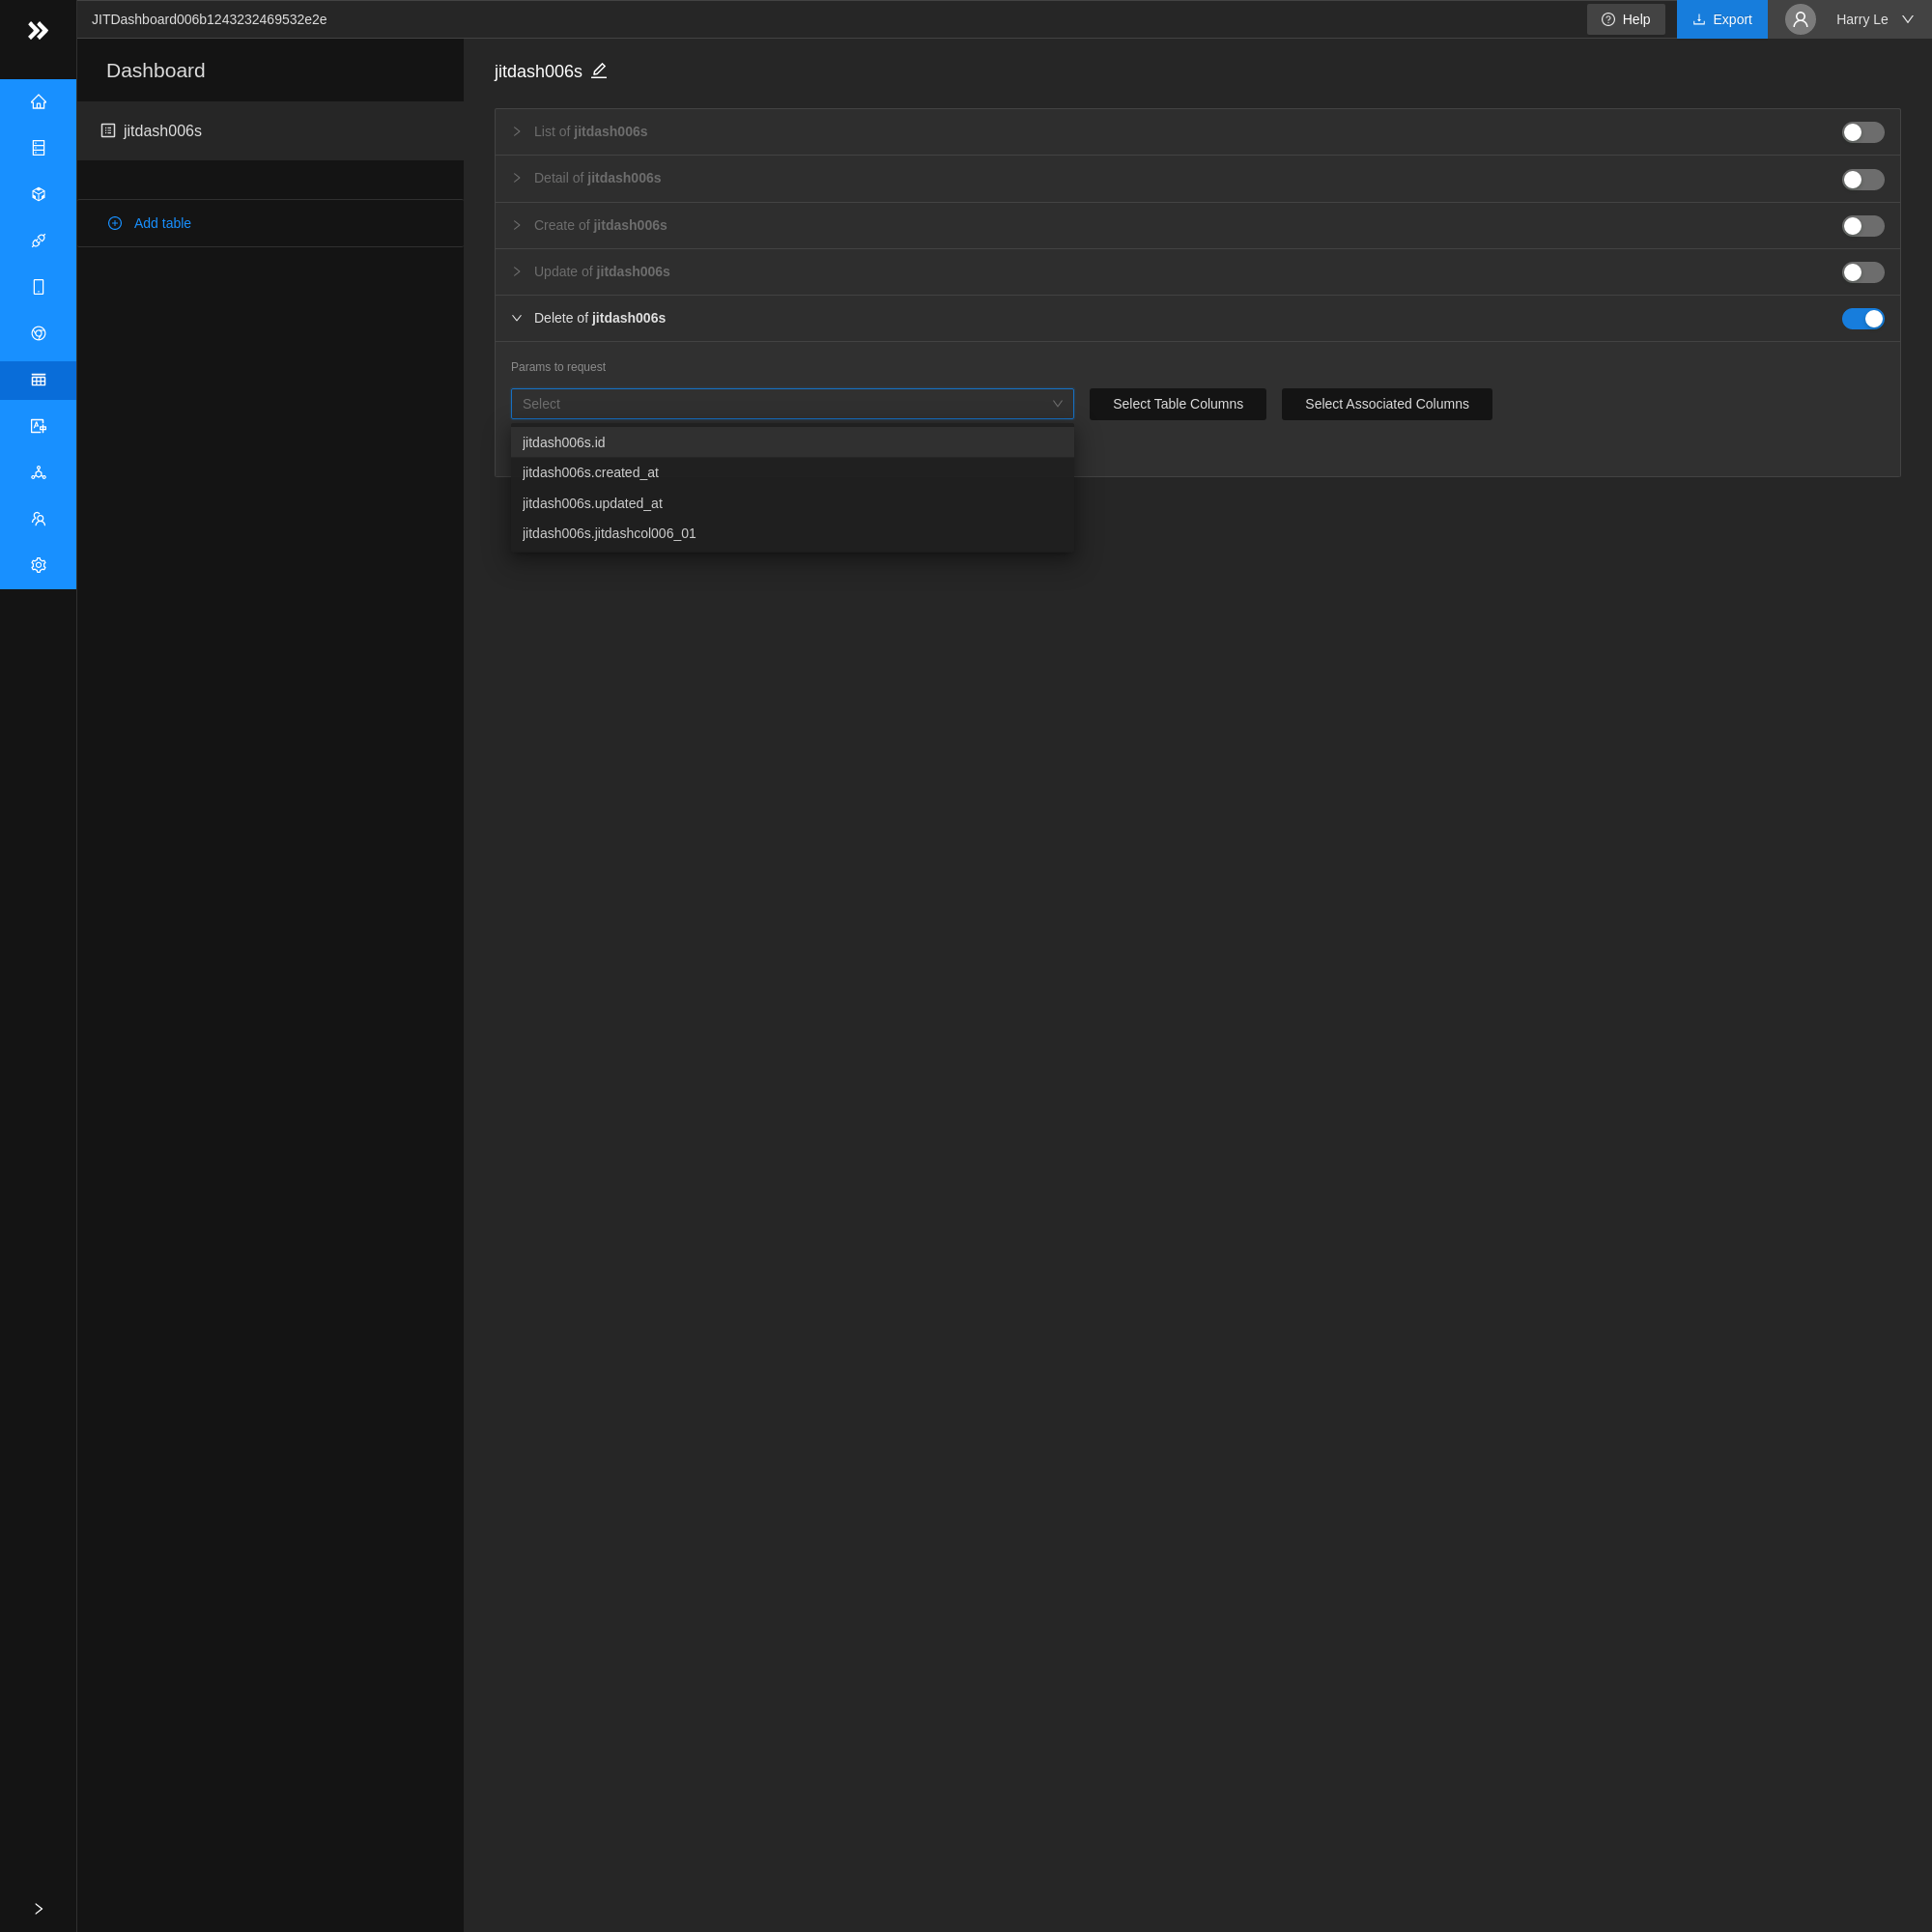 JITDashboard006b1243232469532e2e
Help
Export
Harry Le
Dashboard
jitdash006s
Add table
jitdash006s
List of jitdash006s
Detail of jitdash006s
Create of jitdash006s
Update of jitdash006s
Delete of jitdash006s
Params to request
Select
Select Table Columns
Select Associated Columns
jitdash006s.id
jitdash006s.created_at
jitdash006s.updated_at
jitdash006s.jitdashcol006_01